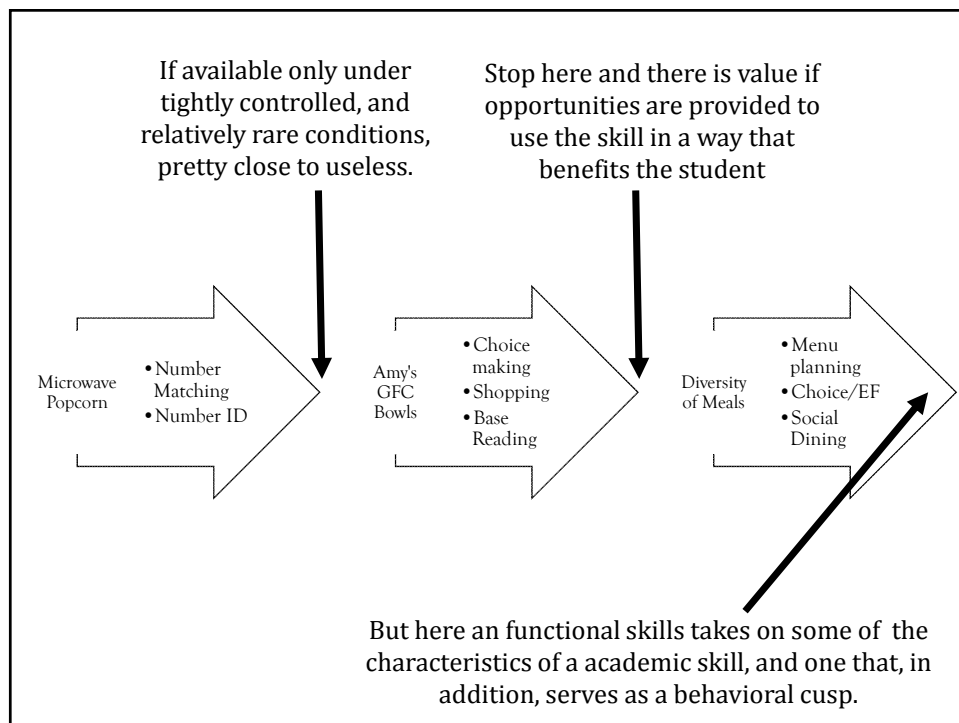 If available only under
tightly controlled, and
relatively rare conditions,
pretty close to useless.
Stop here and there is value if
opportunities are provided to
use the skill in a way that
benefits the student
Microwave
Popcorn
•Number
Matching
•Number ID
Amy's
GFC
Bowls
•Choice
making
•Shopping
•Base
Reading
Diversity
of Meals
•Menu
planning
•Choice/EF
•Social
Dining
But here an functional skills takes on some of  the
characteristics of a academic skill, and one that, in
addition, serves as a behavioral cusp.